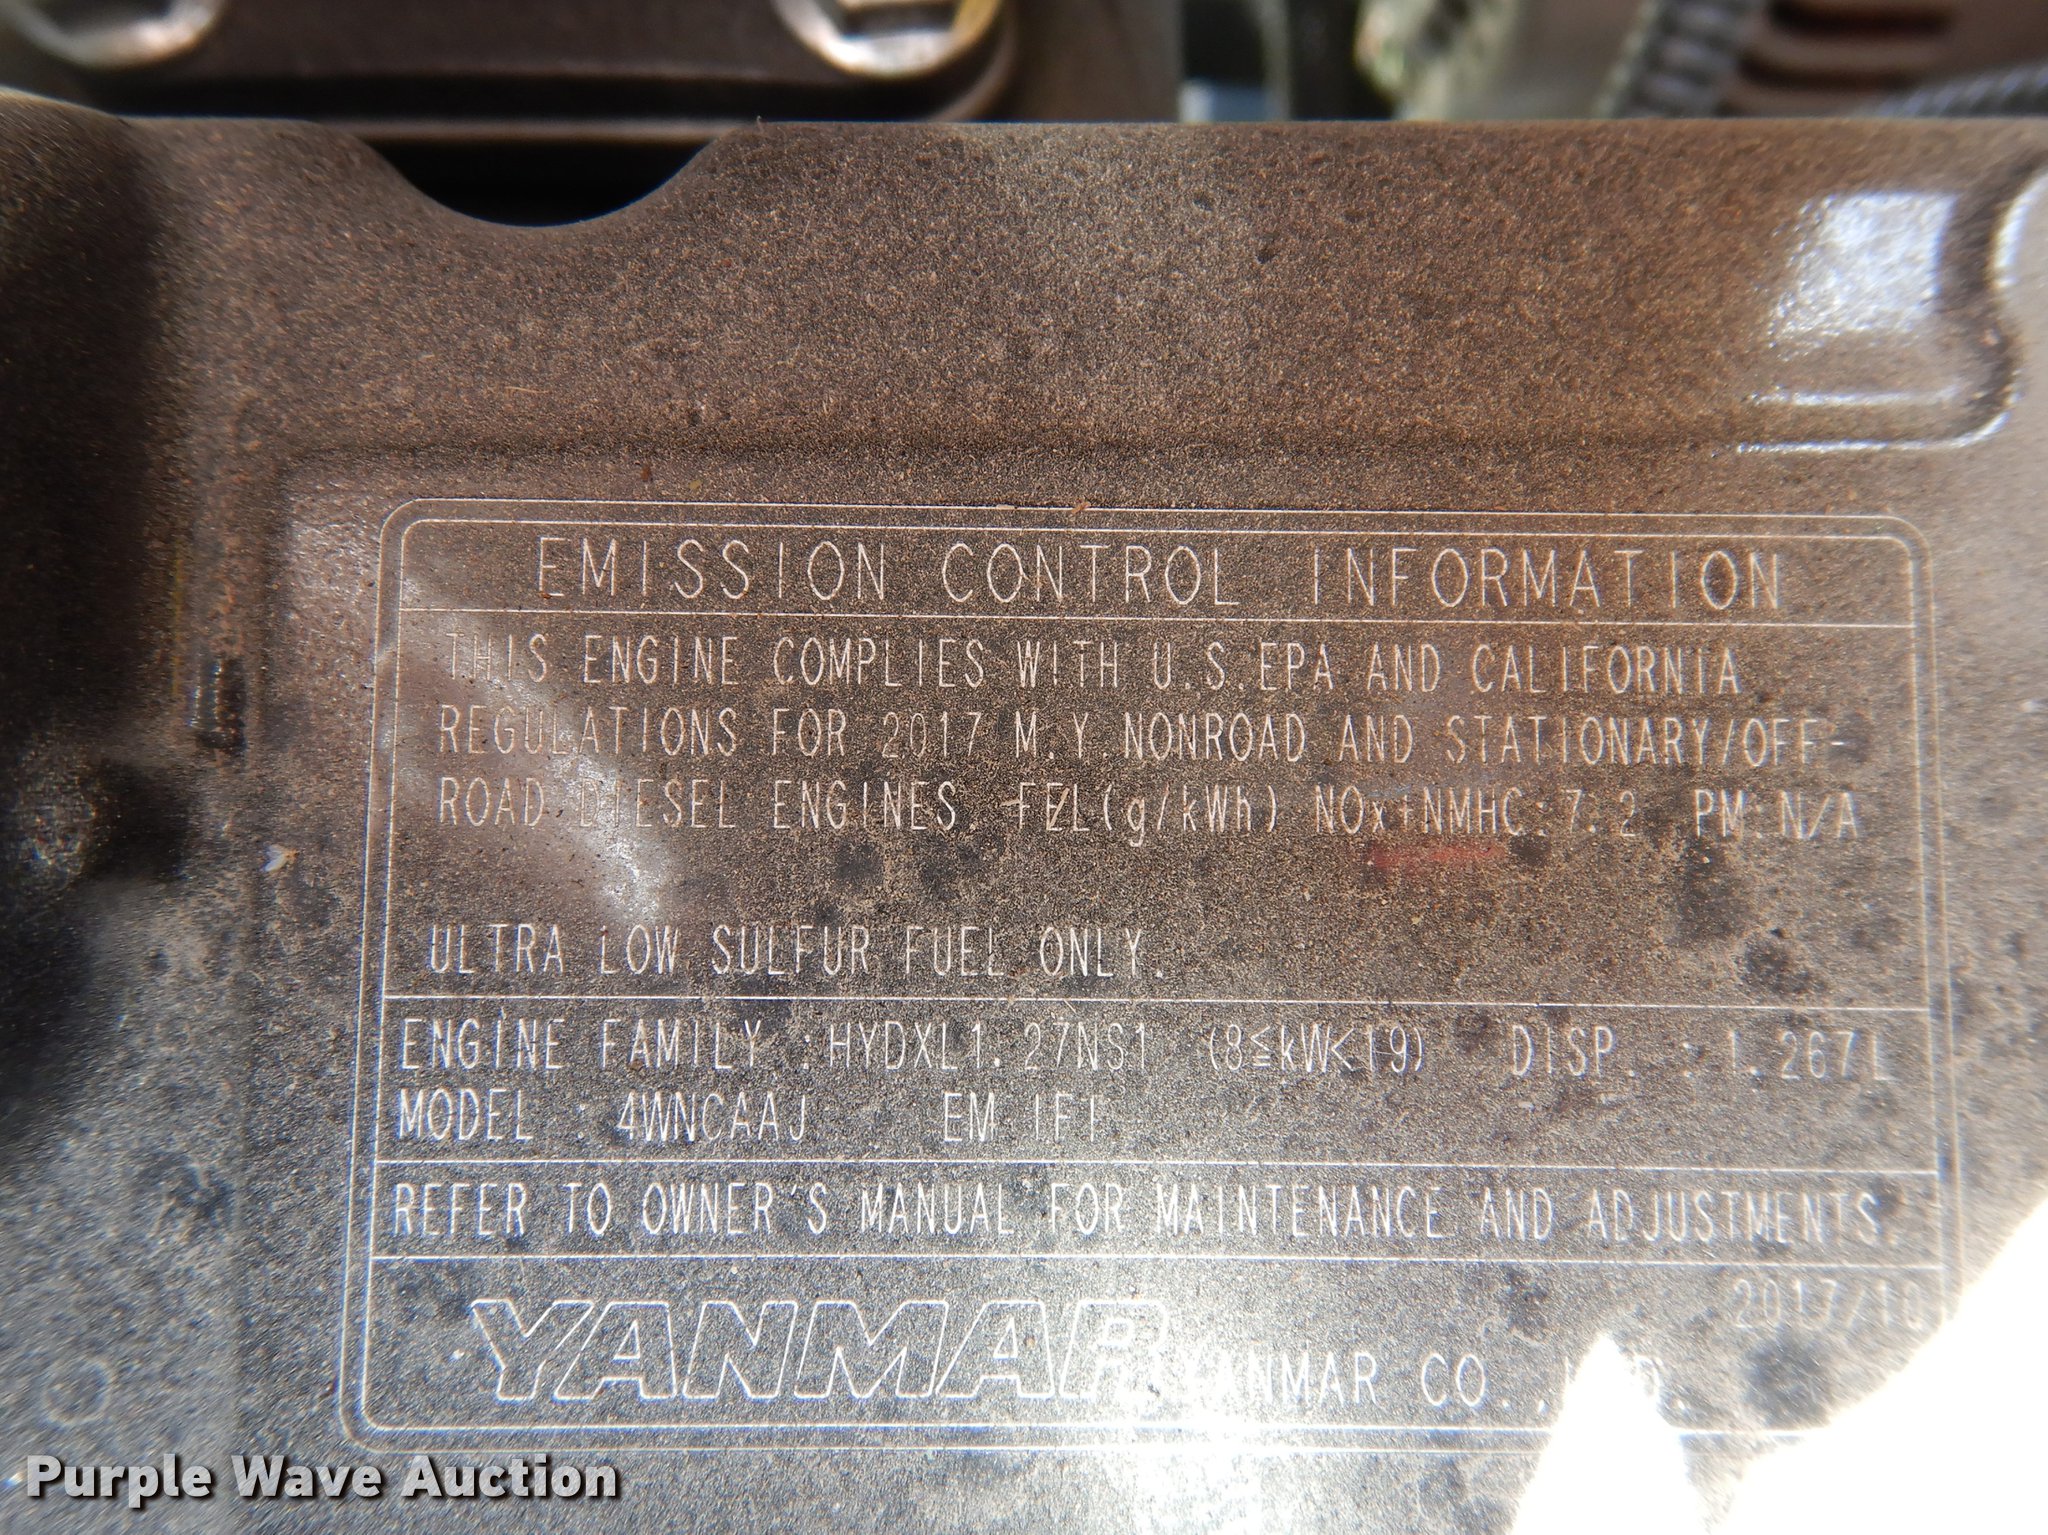 EMISSION CONTROL INFORMATION
THIS ENGINE COMPLIES WITH U.S.EPA AND CALIFORNIA
REGULATIONS FOR 2017 M.Y NONROAD AND STATIONARY/OFF-
ROAD DIESEL ENGINES. FEL(g/kWh) NOx+NMHC:7.2 PM:N/A
ULTRA LOW SULFUR FUEL ONLY.
ENGINE FAMILY :HYDXL1.27NS1 (8≦kW<19) DISP. : 1.267L
MODEL 4WNCAAJ EM IFI
REFER TO OWNER'S MANUAL FOR MAINTENANCE AND ADJUSTMENTS.
2017/10
YANMAR YANMAR CO.,LTD.
Purple Wave Auction